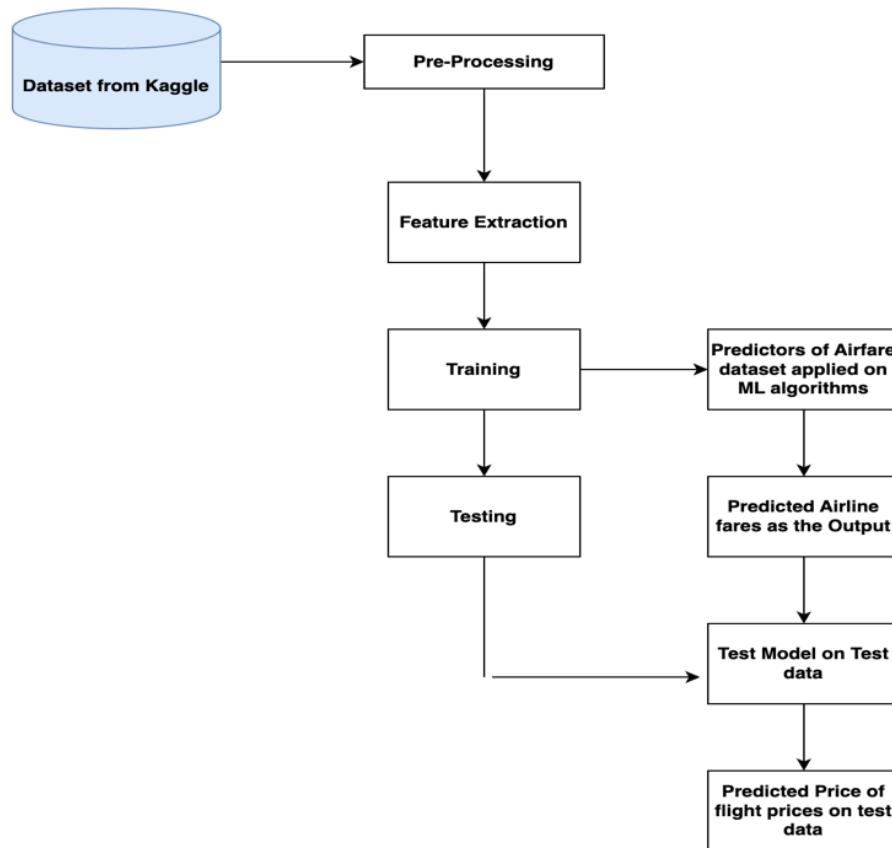 Dataset from Kaggle
Pre-Processing
Feature Extraction
Training
Predictors of Airfare
dataset applied on
ML algorithms
Testing
Predicted Airline
fares as the Output
Test Model on Test
data
Predicted Price of
flight prices on test
data